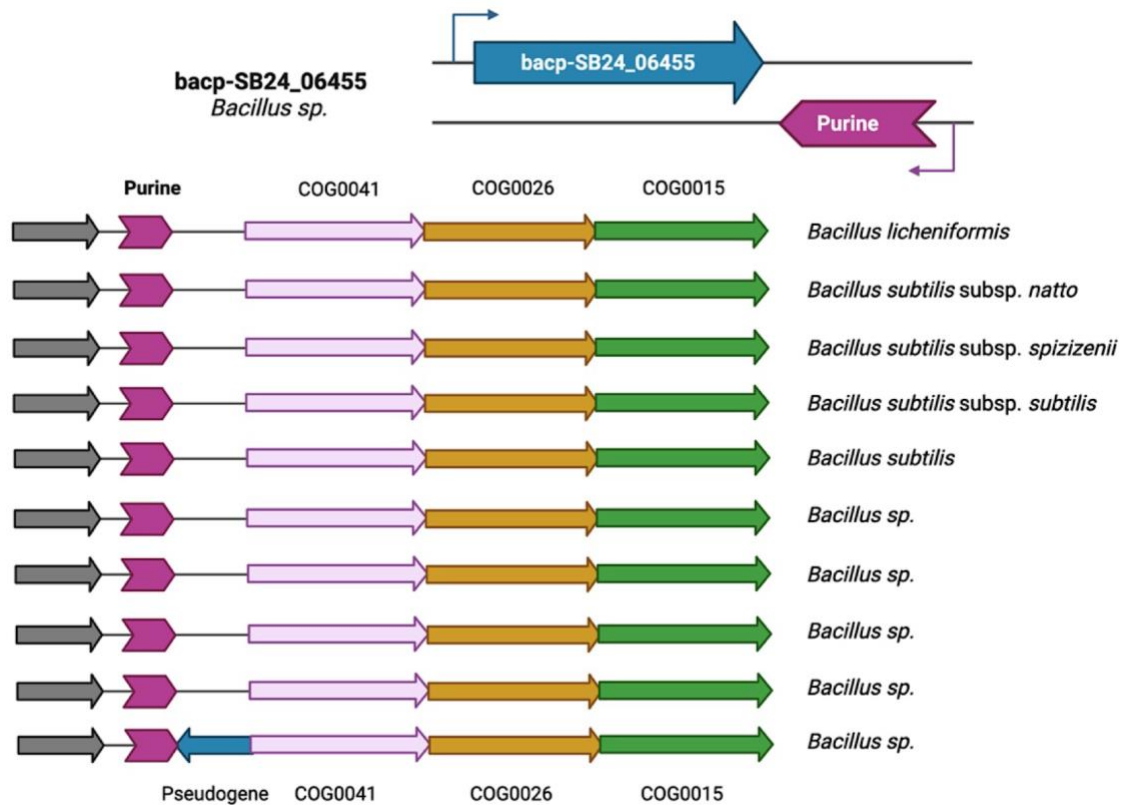 bacp-SB24_06455
bacp-SB24_06455
Bacillus sp.
Purine
Purine COG0041 COG0026 COG0015
Bacillus licheniformis
Bacillus subtilis subsp. natto
Bacillus subtilis subsp. spizizenii
Bacillus subtilis subsp. subtilis
Bacillus subtilis
Bacillus sp.
Bacillus sp.
Bacillus sp.
Bacillus sp.
Bacillus sp.
Pseudogene COG0041 COG0026 COG0015